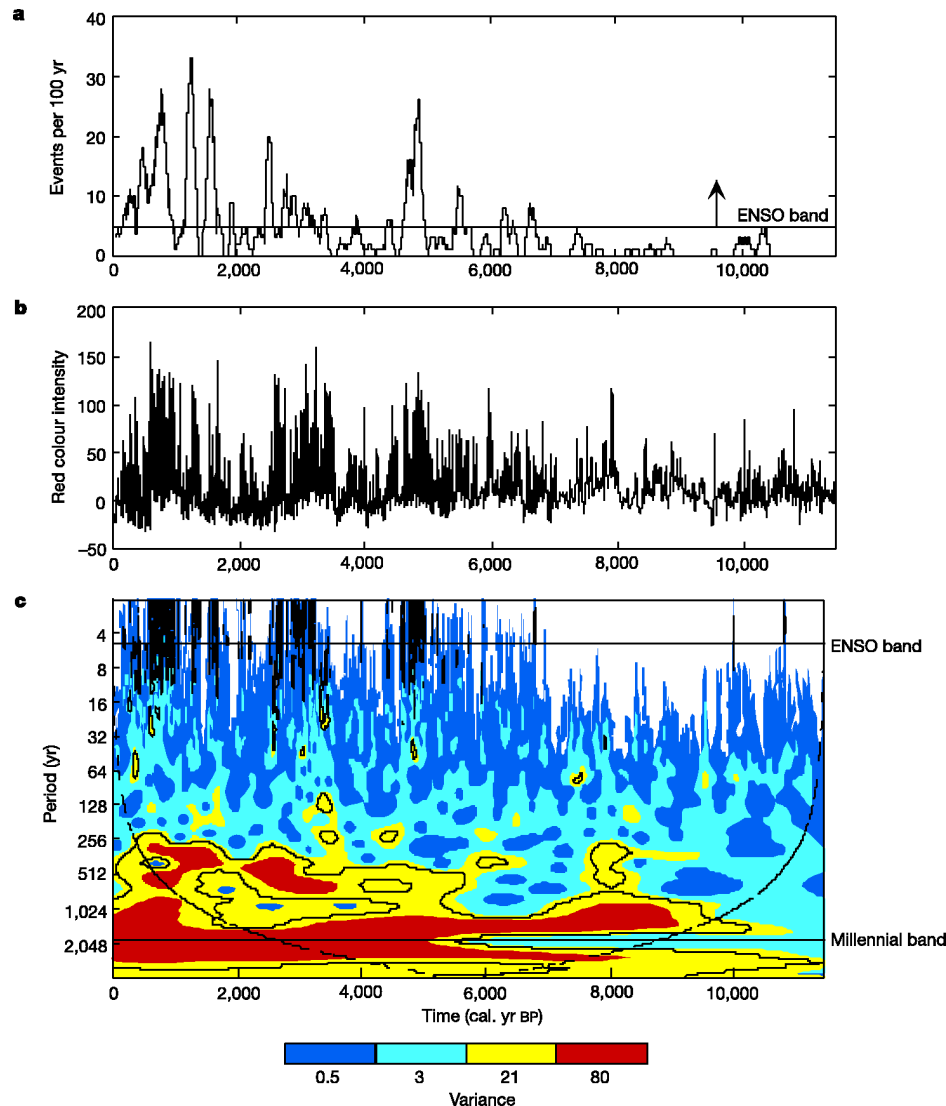 a
40
30
20
10
0
Events per 100 yr
ENSO band
0 2,000 4,000 6,000 8,000 10,000
b
200
150
100
50
0
–50
Red colour intensity
0 2,000 4,000 6,000 8,000 10,000
c
4
8
16
32
64
128
256
512
1,024
2,048
Period (yr)
ENSO band
Millennial band
0 2,000 4,000 6,000 8,000 10,000
Time (cal. yr BP)
0.5 3 21 80
Variance